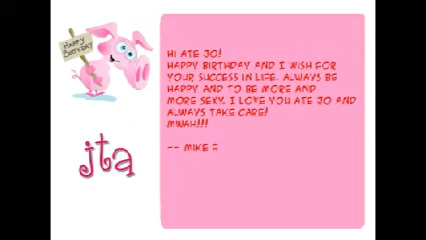 HAPPY
BIRTHDAY
HI ATE JO!
HAPPY BIRTHDAY AND I WISH FOR
YOUR SUCCESS IN LIFE. ALWAYS BE
HAPPY AND TO BE MORE AND
MORE SEXY. I LOVE YOU ATE JO AND
ALWAYS TAKE CARE!
MWAH!!!
-- MIKE =
jta